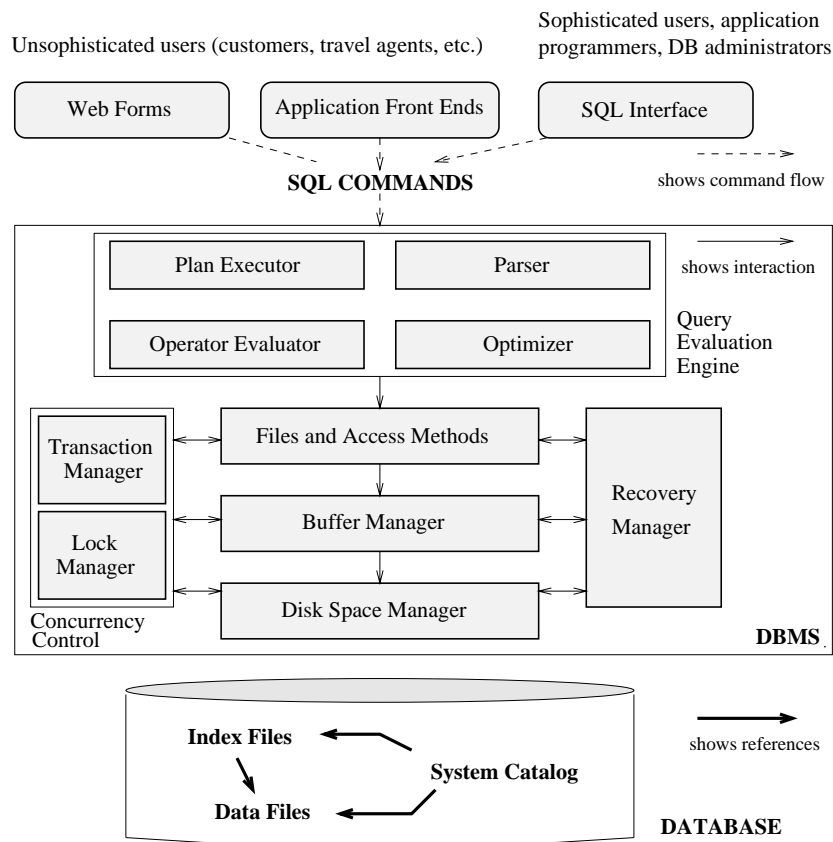 Unsophisticated users (customers, travel agents, etc.)
Sophisticated users, application
programmers, DB administrators
Web Forms
Application Front Ends
SQL Interface
SQL COMMANDS
shows command flow
Plan Executor
Parser
shows interaction
Operator Evaluator
Optimizer
Query
Evaluation
Engine
Transaction
Manager
Files and Access Methods
Recovery
Manager
Buffer Manager
Lock
Manager
Disk Space Manager
Concurrency
Control
DBMS
Index Files
shows references
System Catalog
Data Files
DATABASE